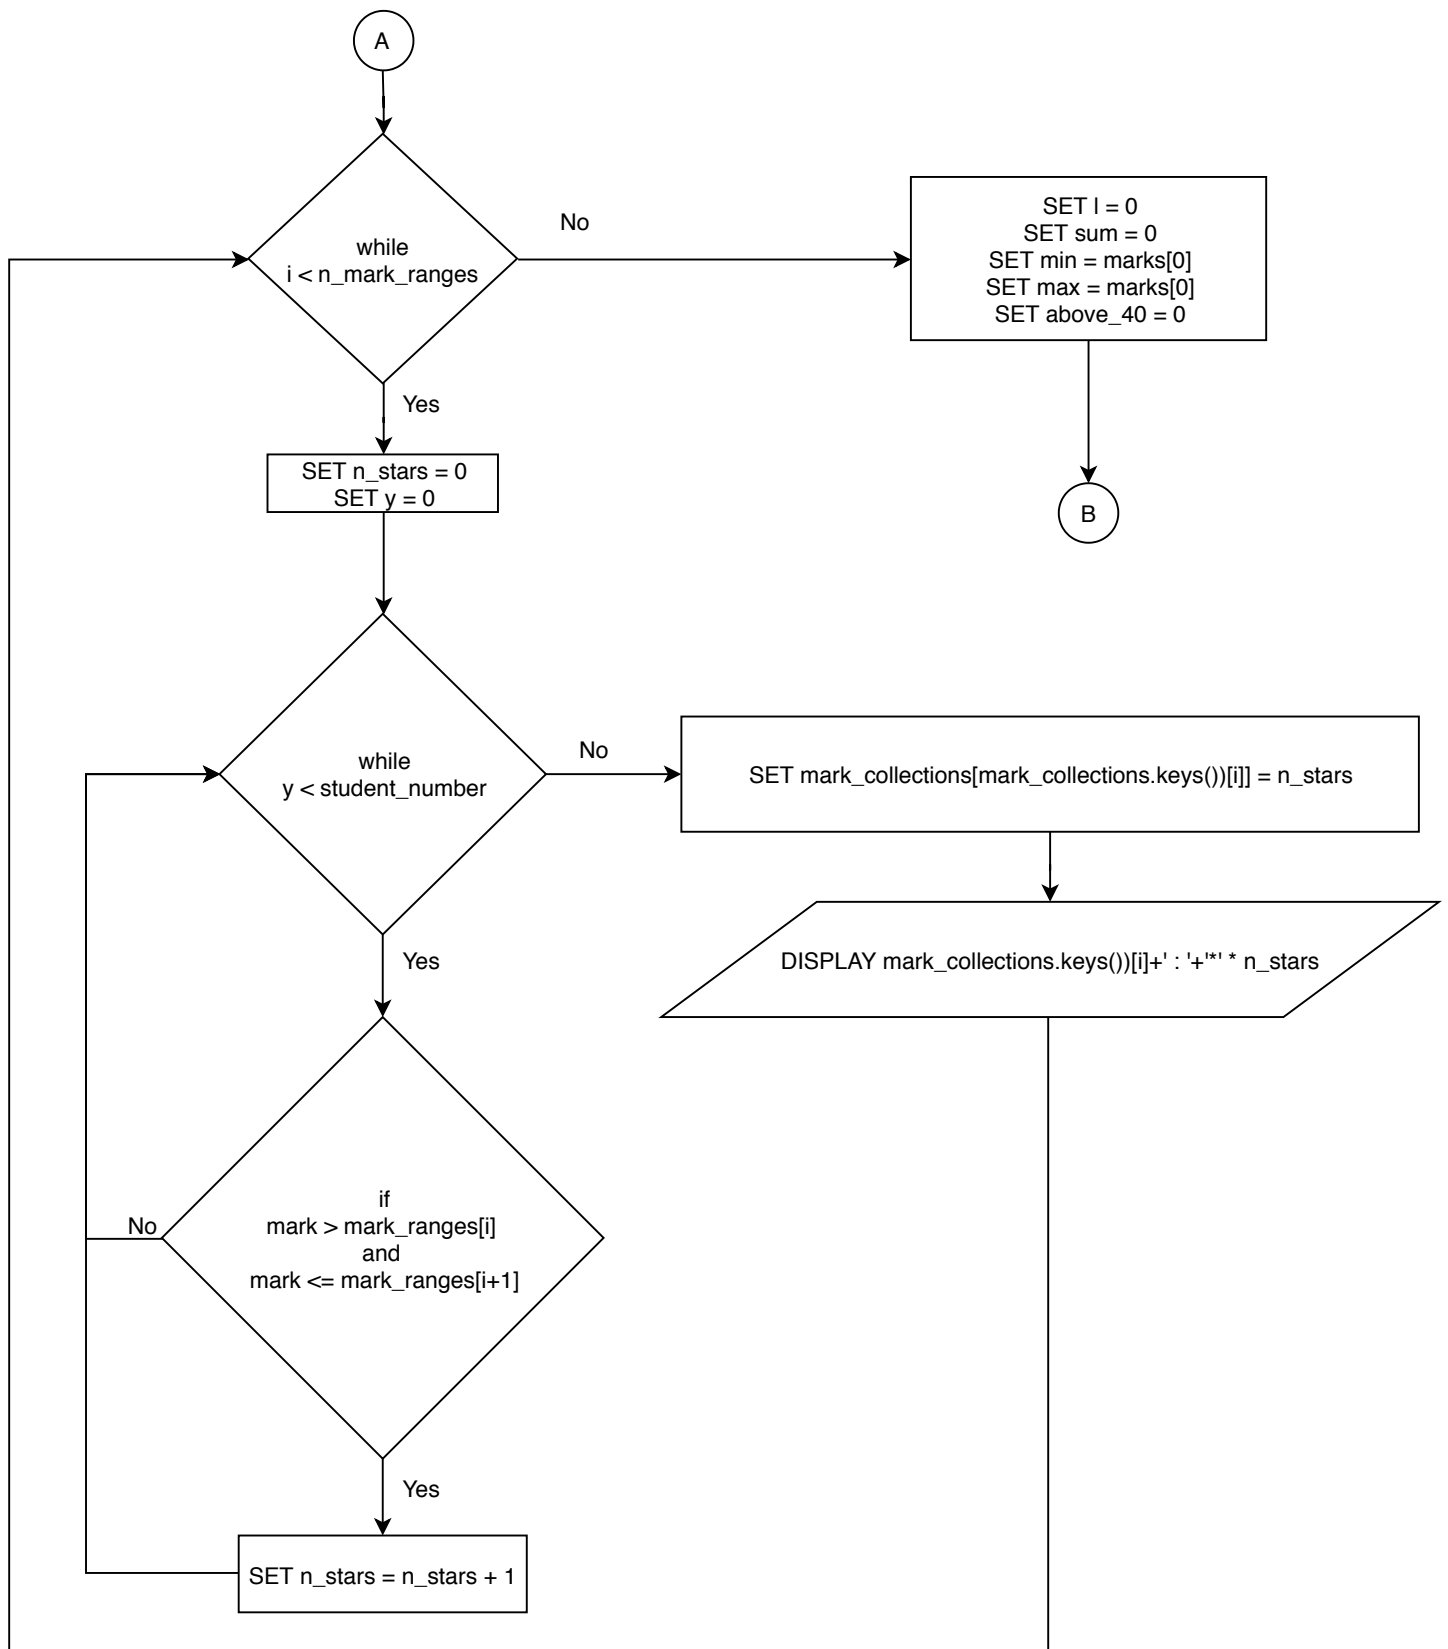 A
while
i < n_mark_ranges
No
SET I = 0
SET sum = 0
SET min = marks[0]
SET max = marks[0]
SET above_40 = 0
Yes
SET n_stars = 0
SET y = 0
B
while
y < student_number
No
SET mark_collections[mark_collections.keys())[i]] = n_stars
Yes
DISPLAY mark_collections.keys())[i]+' : '+'*' * n_stars
if
mark > mark_ranges[i]
and
mark <= mark_ranges[i+1]
No
Yes
SET n_stars = n_stars + 1